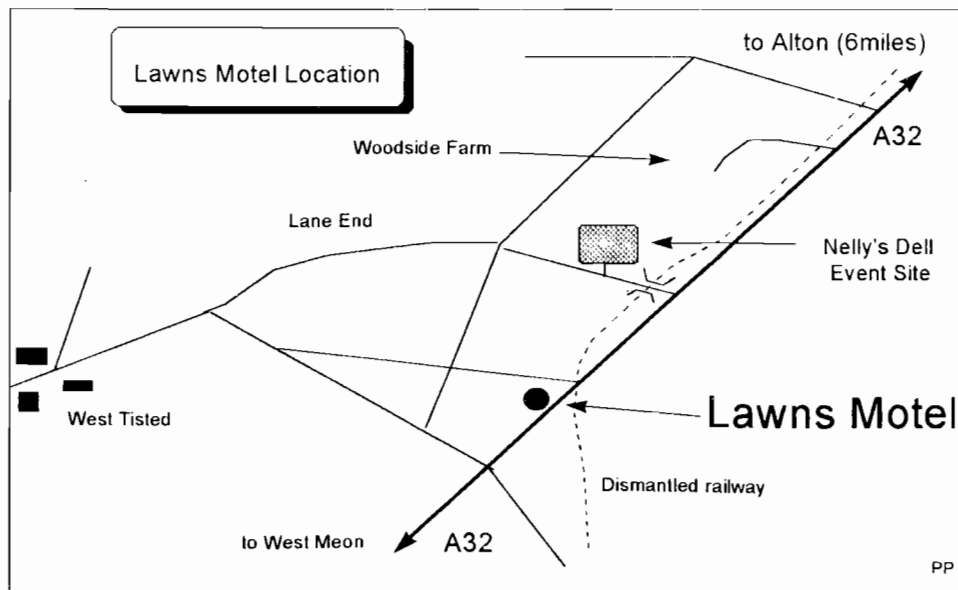 Lawns Motel Location
to Alton (6miles)
A32
Woodside Farm
Lane End
Nelly's Dell
Event Site
West Tisted
Lawns Motel
Dismantled railway
to West Meon
A32
PP